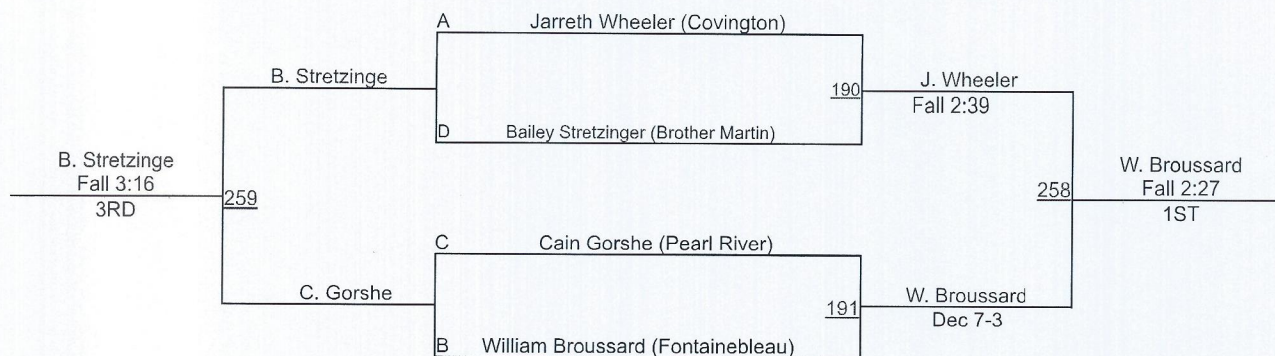 A Jarreth Wheeler (Covington)
B. Stretzinge
190
J. Wheeler
Fall 2:39
D Bailey Stretzinger (Brother Martin)
B. Stretzinge
Fall 3:16
3RD
259
258
W. Broussard
Fall 2:27
1ST
C Cain Gorshe (Pearl River)
C. Gorshe
191
W. Broussard
Dec 7-3
B William Broussard (Fontainebleau)